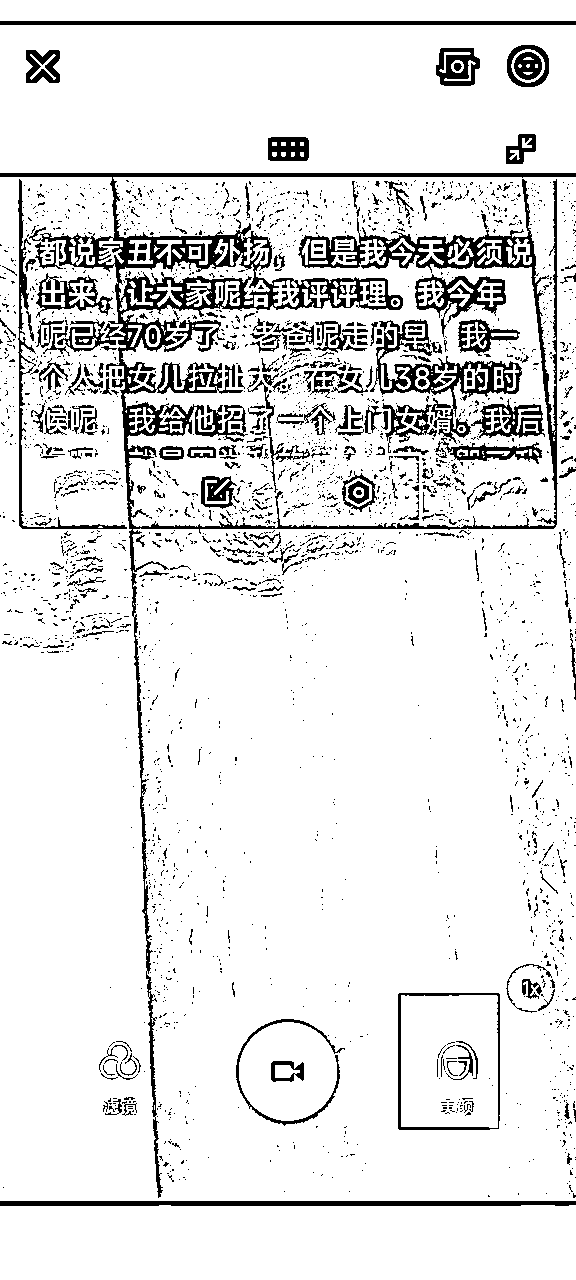 都说家丑不可外扬，但是我今天必须说
出来，让大家呢给我评评理。我今年
呢已经70岁了，老爸呢走的早，我一
个人把女儿拉扯大。在女儿38岁的时
候呢，我给他招了一个上门女婿。我后
1x
滤镜
美颜